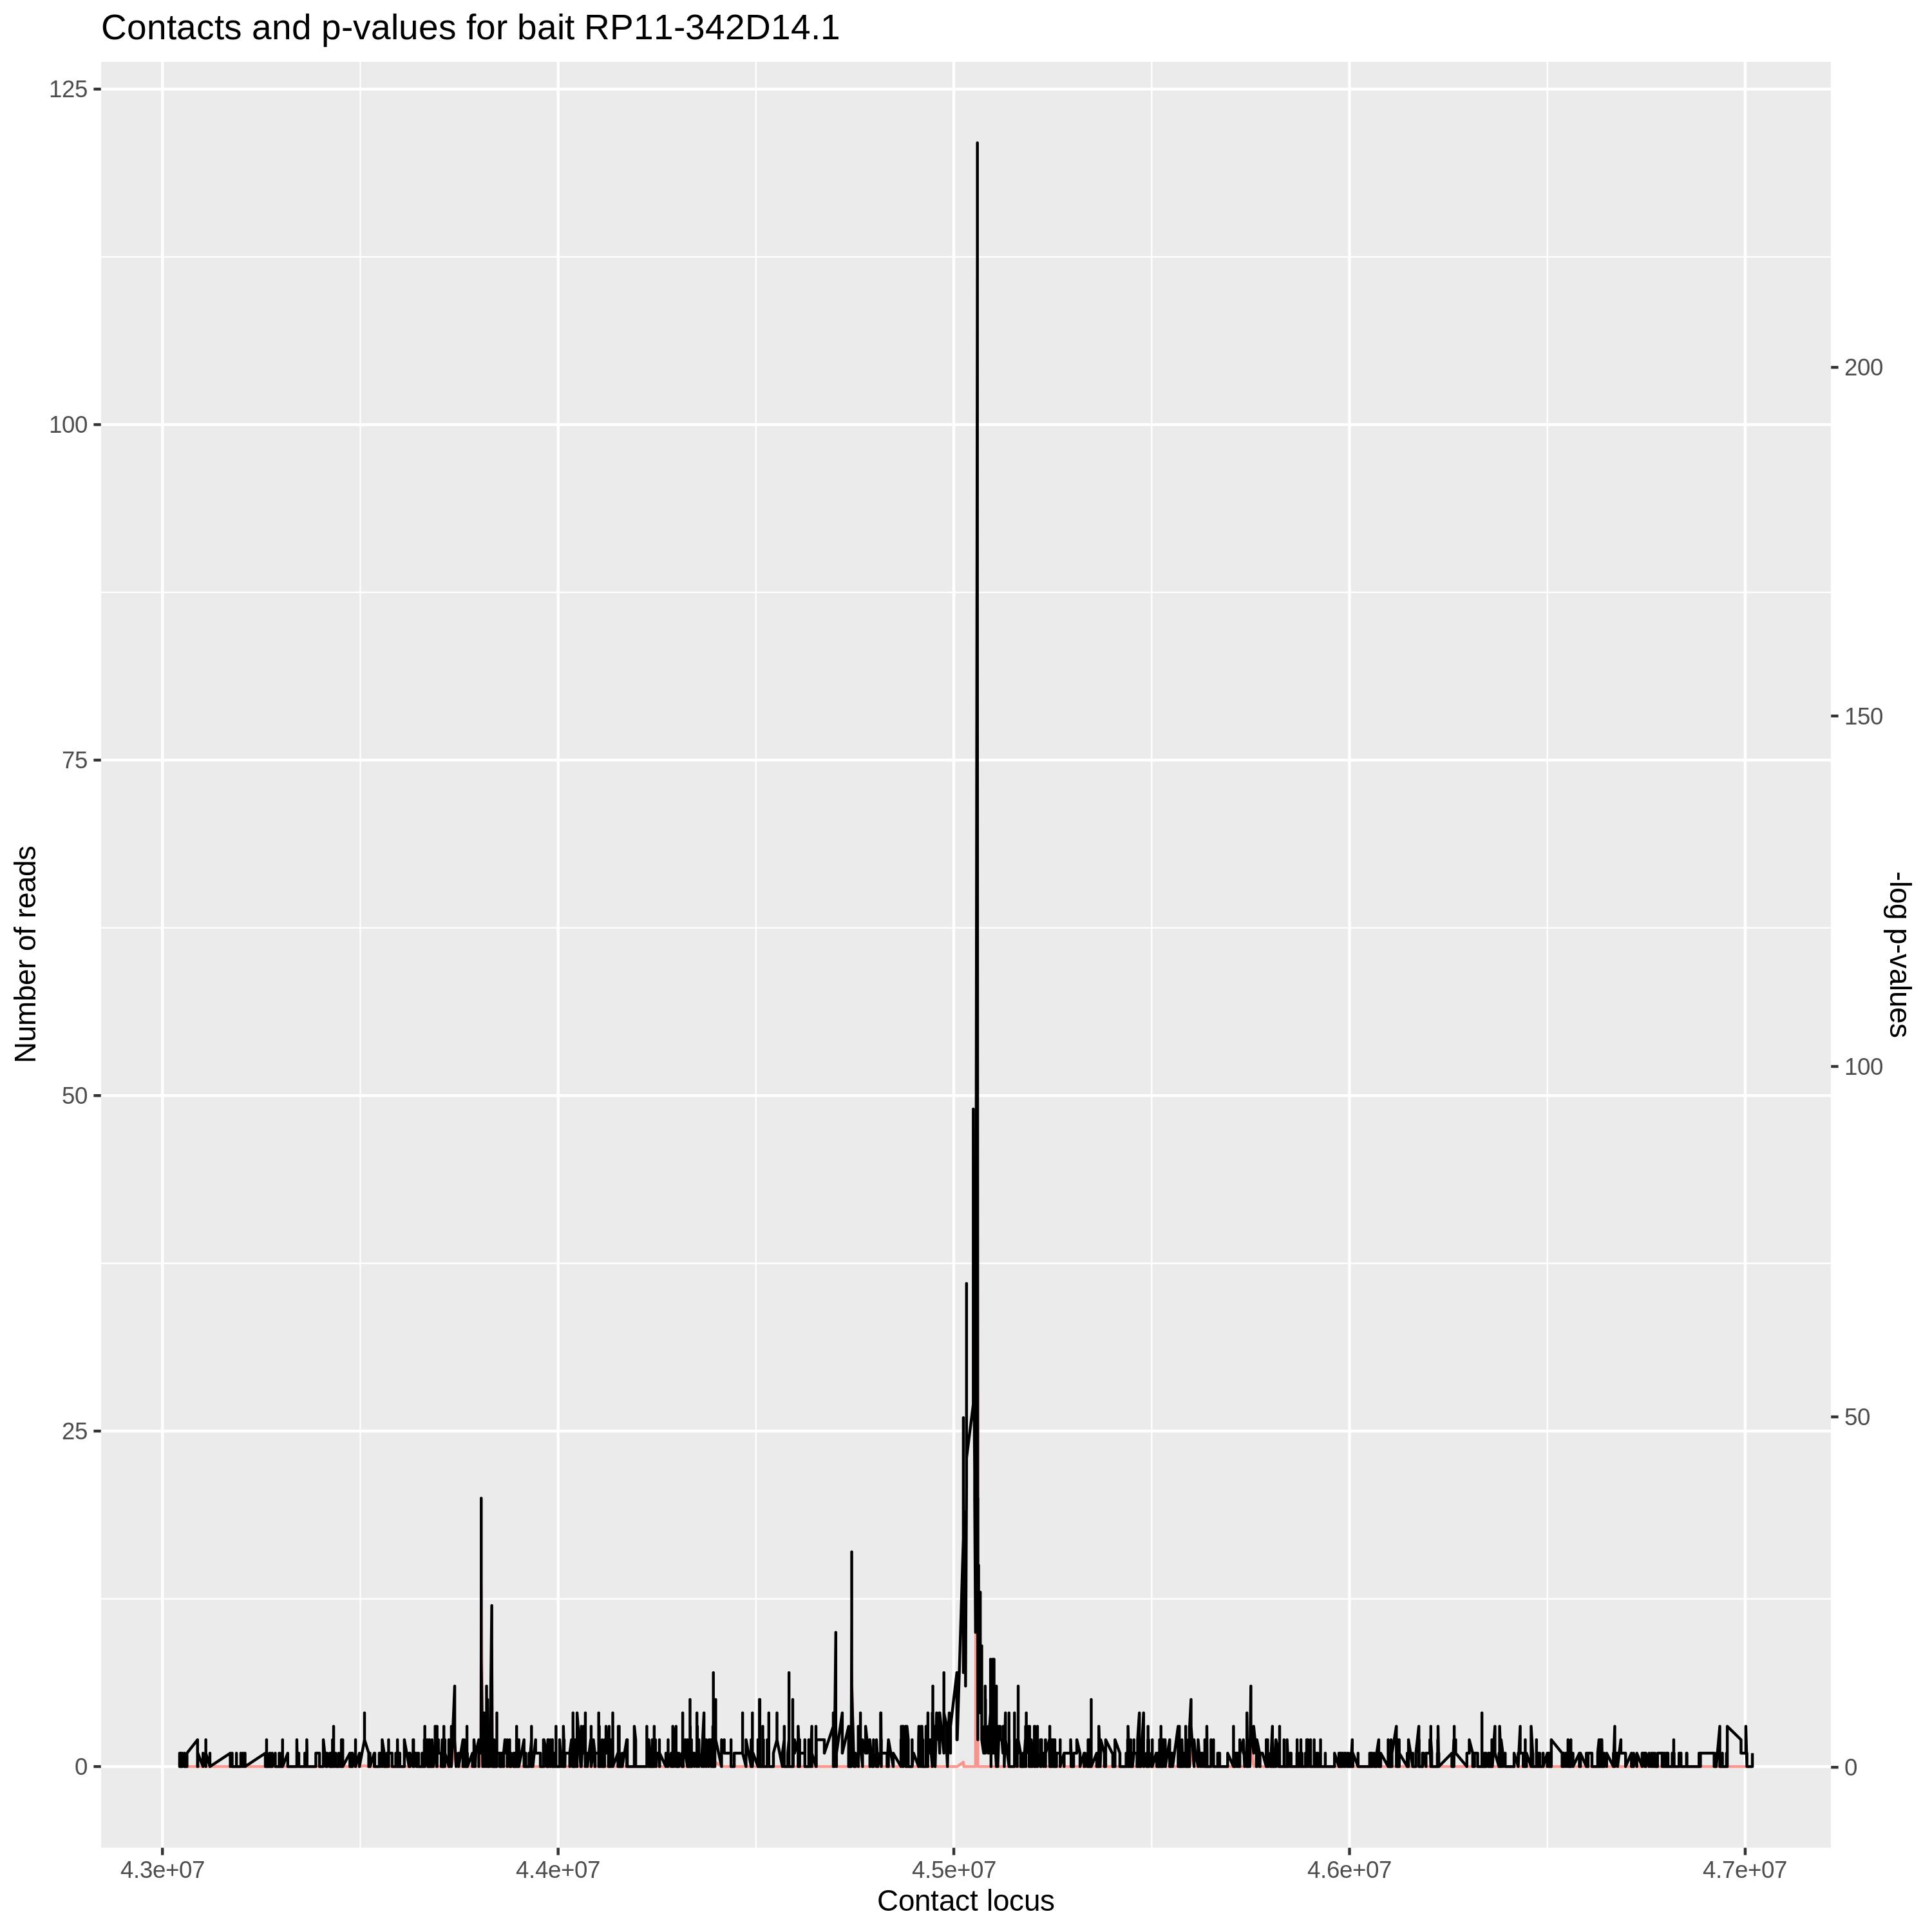 Contacts and p-values for bait RP11-342D14.1
125
100
75
50
25
0
Number of reads
200
150
100
50
0
-log p-values
4.3e+07
4.4e+07
4.5e+07
4.6e+07
4.7e+07
Contact locus